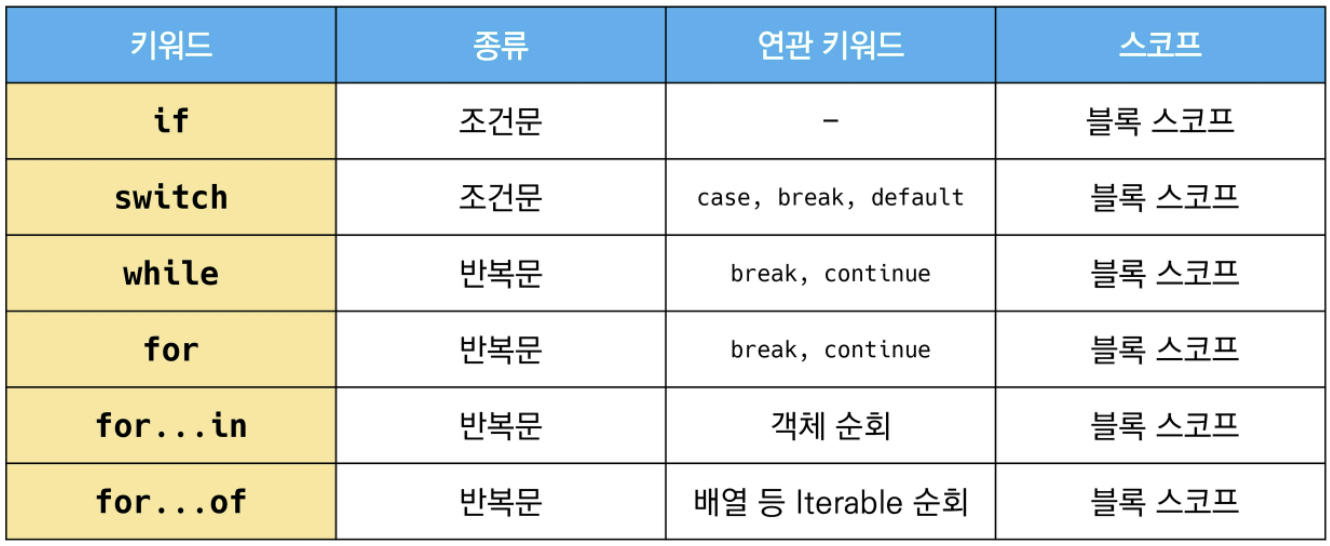 키워드 종류 연관 키워드 스코프
if 조건문 - 블록 스코프
switch 조건문 case, break, default 블록 스코프
while 반복문 break, continue 블록 스코프
for 반복문 break, continue 블록 스코프
for...in 반복문 객체 순회 블록 스코프
for...of 반복문 배열 등 Iterable 순회 블록 스코프